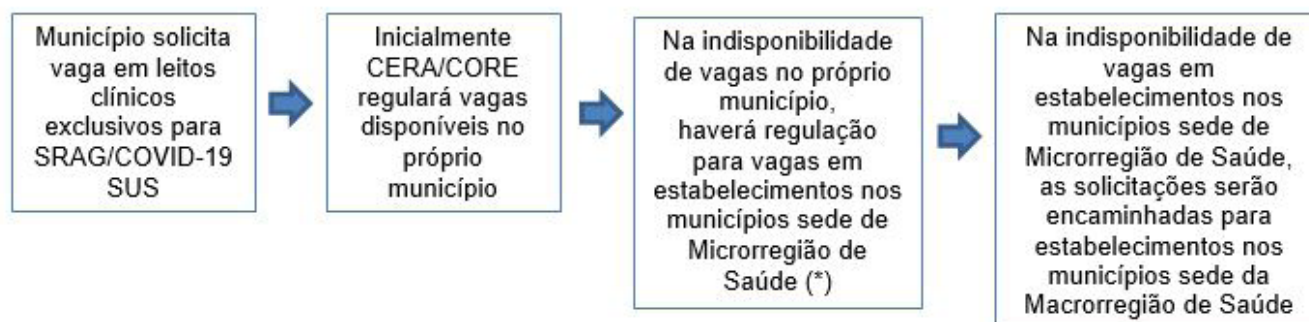 Município solicita
vaga em leitos
clínicos
exclusivos para
SRAG/COVID-19
SUS
Inicialmente
CERA/CORE
regulará vagas
disponíveis no
próprio
município
Na indisponibilidade
de vagas no próprio
município,
haverá regulação
para vagas em
estabelecimentos nos
municípios sede de
Microrregião de
Saúde (*)
Na indisponibilidade de
vagas em
estabelecimentos nos
municípios sede de
Microrregião de Saúde,
as solicitações serão
encaminhadas para
estabelecimentos nos
municípios sede da
Macrorregião de Saúde